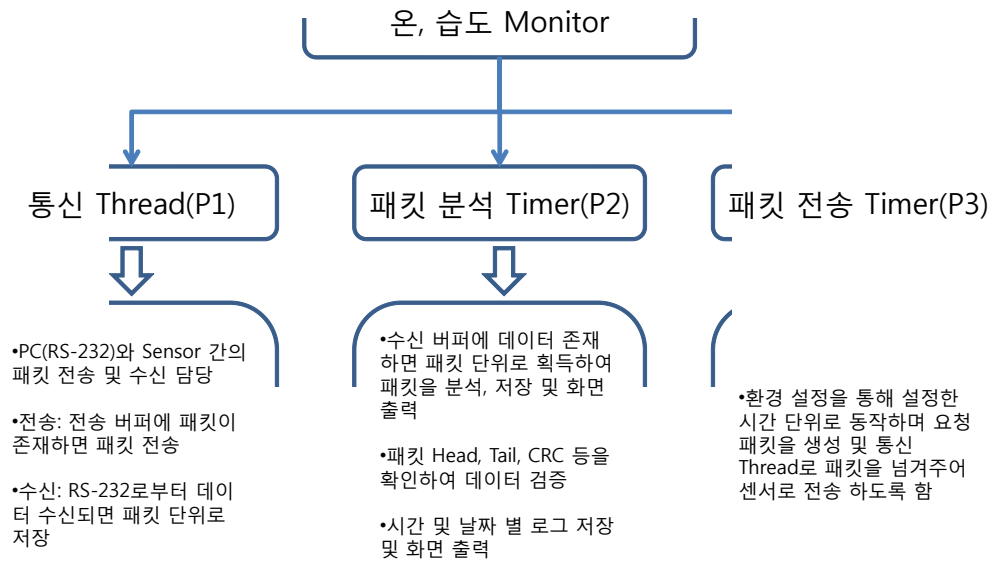 온, 습도 Monitor
통신 Thread(P1)
패킷 분석 Timer(P2)
패킷 전송 Timer(P3)
•PC(RS-232)와 Sensor 간의
패킷 전송 및 수신 담당
•전송: 전송 버퍼에 패킷이
존재하면 패킷 전송
•수신: RS-232로부터 데이
터 수신되면 패킷 단위로
저장
•수신 버퍼에 데이터 존재
하면 패킷 단위로 획득하여
패킷을 분석, 저장 및 화면
출력
•패킷 Head, Tail, CRC 등을
확인하여 데이터 검증
•시간 및 날짜 별 로그 저장
및 화면 출력
•환경 설정을 통해 설정한
시간 단위로 동작하며 요청
패킷을 생성 및 통신
Thread로 패킷을 넘겨주어
센서로 전송 하도록 함